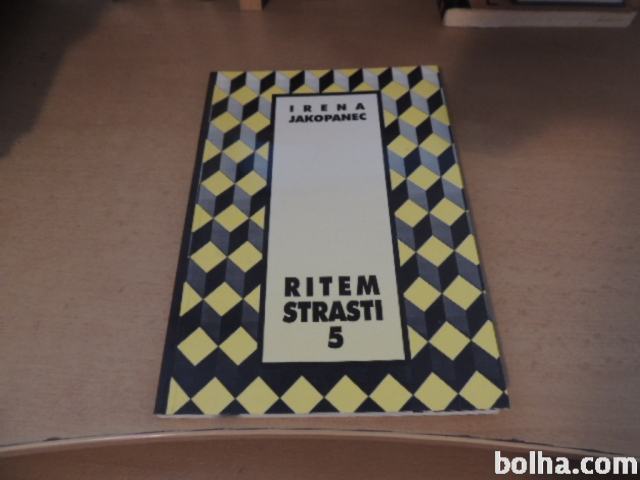 IRENA
JAKOPANEC
RITEM
STRASTI
5
bolha.com